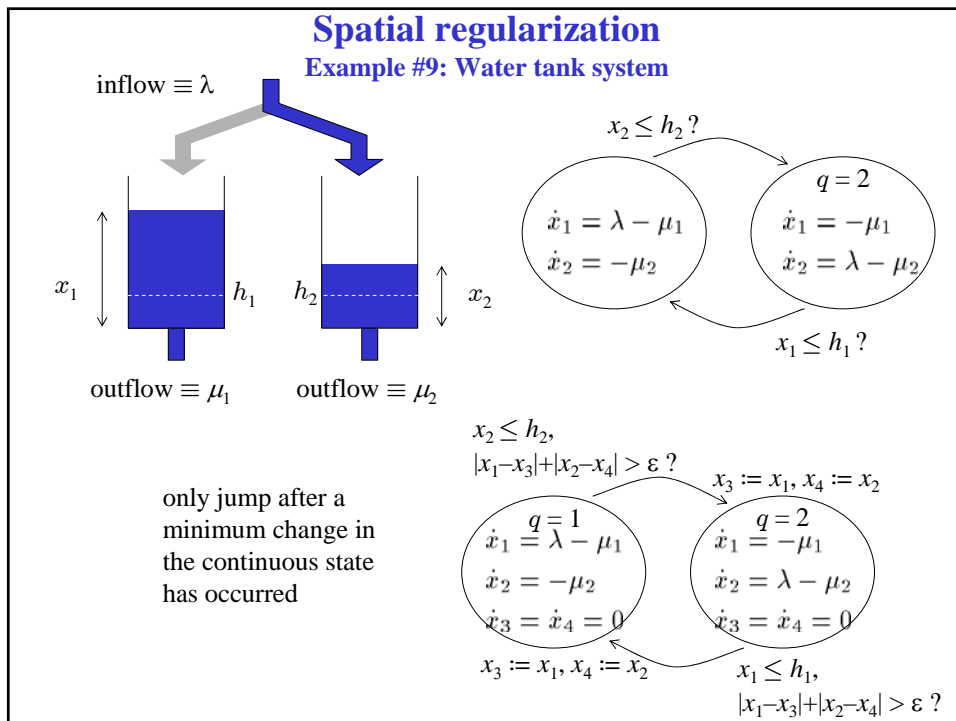 Spatial regularization
Example #9: Water tank system
inflow ≡ λ
x₁
h₁
h₂
x₂
outflow ≡ μ₁
outflow ≡ μ₂
x₂ ≤ h₂ ?
ẋ₁ = λ − μ₁
ẋ₂ = −μ₂
q = 2
ẋ₁ = −μ₁
ẋ₂ = λ − μ₂
x₁ ≤ h₁ ?
only jump after a
minimum change in
the continuous state
has occurred
x₂ ≤ h₂,
|x₁–x₃|+|x₂–x₄| > ε ?
x₃ := x₁, x₄ := x₂
q = 1
ẋ₁ = λ − μ₁
ẋ₂ = −μ₂
ẋ₃ = ẋ₄ = 0
q = 2
ẋ₁ = −μ₁
ẋ₂ = λ − μ₂
ẋ₃ = ẋ₄ = 0
x₃ := x₁, x₄ := x₂
x₁ ≤ h₁,
|x₁–x₃|+|x₂–x₄| > ε ?